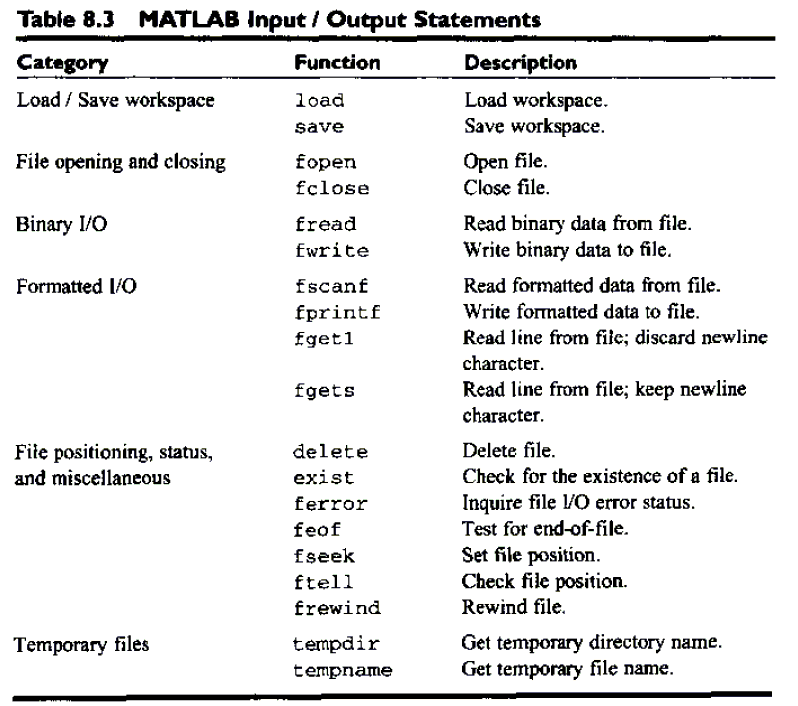 Table 8.3 MATLAB Input / Output Statements
Category Function Description
Load / Save workspace load Load workspace.
save Save workspace.
File opening and closing fopen Open file.
fclose Close file.
Binary I/O fread Read binary data from file.
fwrite Write binary data to file.
Formatted I/O fscanf Read formatted data from file.
fprintf Write formatted data to file.
fgetl Read line from file; discard newline
character.
fgets Read line from file; keep newline
character.
File positioning, status, delete Delete file.
and miscellaneous exist Check for the existence of a file.
ferror Inquire file I/O error status.
feof Test for end-of-file.
fseek Set file position.
ftell Check file position.
frewind Rewind file.
Temporary files tempdir Get temporary directory name.
tempname Get temporary file name.